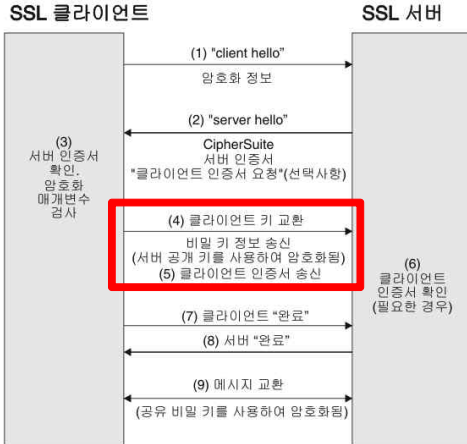 SSL 클라이언트
SSL 서버
(1) "client hello"
암호화 정보
(2) "server hello"
CipherSuite
서버 인증서
"클라이언트 인증서 요청"(선택사항)
(3)
서버 인증서
확인.
암호화
매개변수
검사
(4) 클라이언트 키 교환
비밀 키 정보 송신
(서버 공개 키를 사용하여 암호화됨)
(5) 클라이언트 인증서 송신
(6)
클라이언트
인증서 확인
(필요한 경우)
(7) 클라이언트 “완료”
(8) 서버 “완료”
(9) 메시지 교환
(공유 비밀 키를 사용하여 암호화됨)